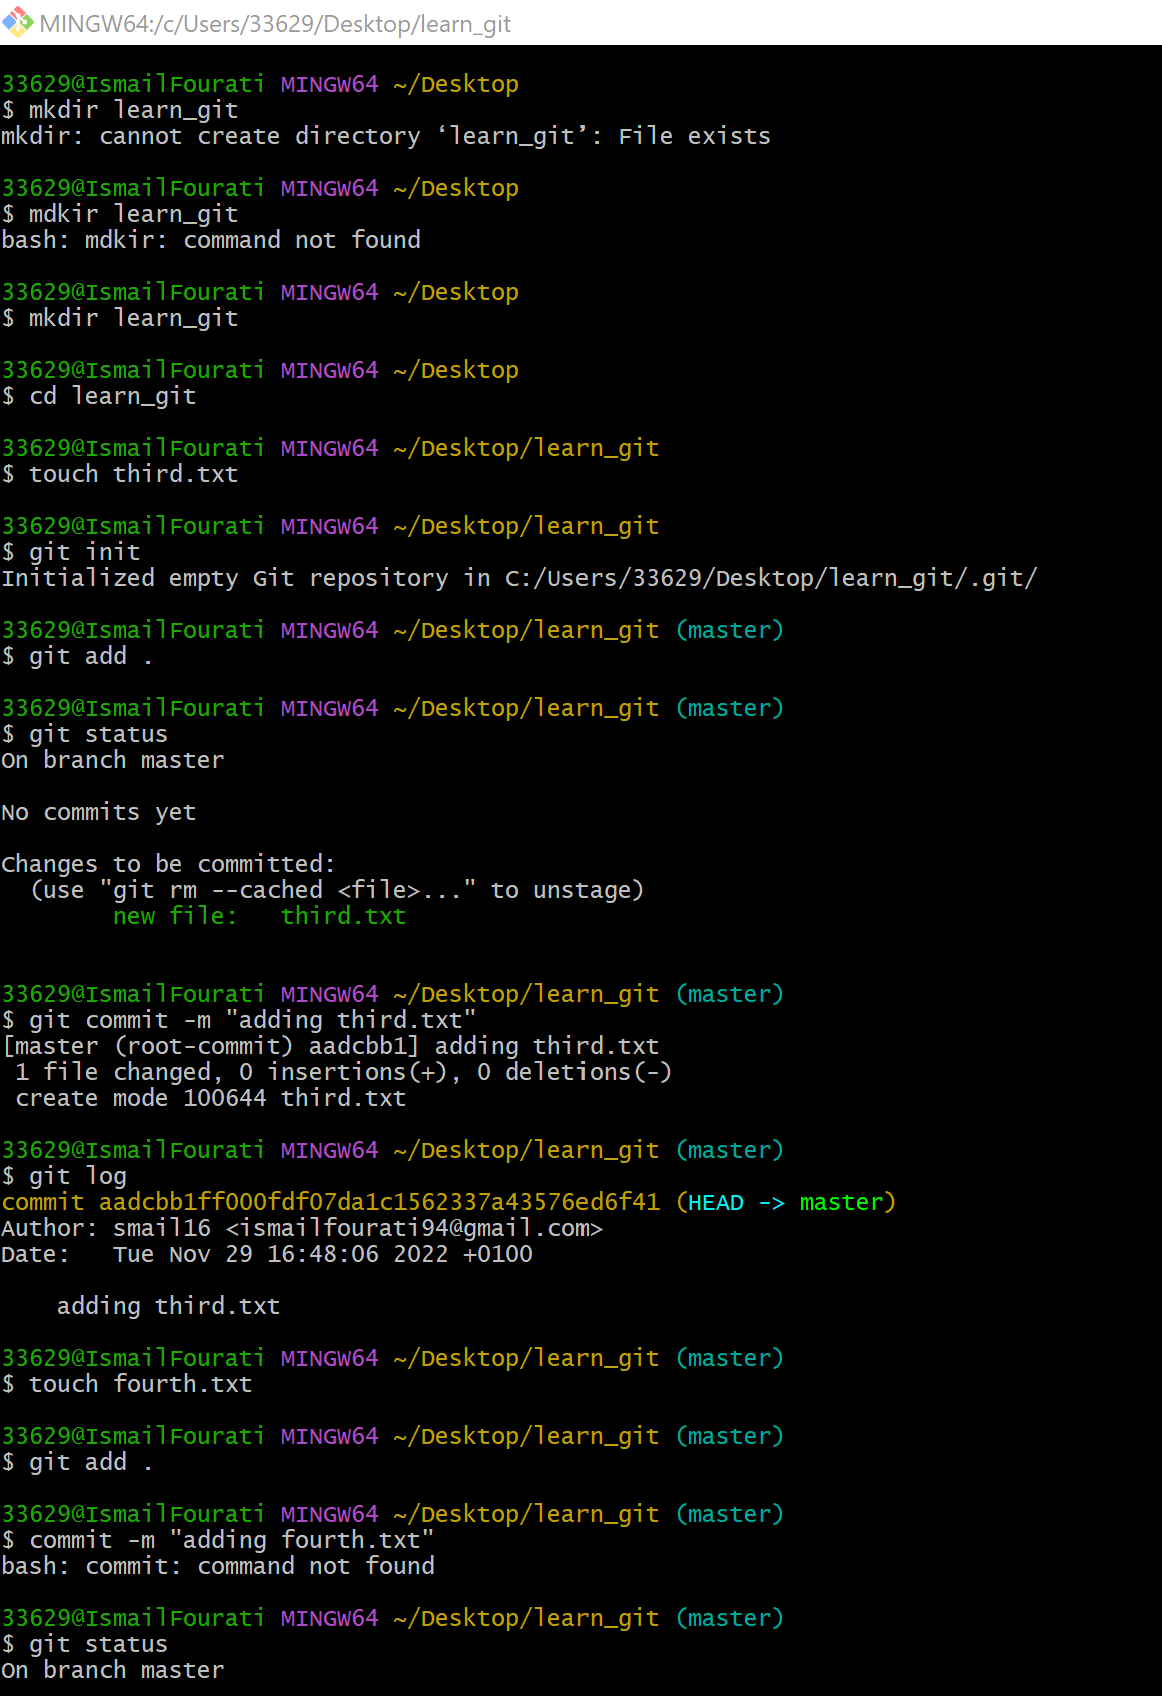 MINGW64:/c/Users/33629/Desktop/learn_git
33629@IsmailFourati MINGW64 ~/Desktop
$ mkdir learn_git
mkdir: cannot create directory ‘learn_git’: File exists
33629@IsmailFourati MINGW64 ~/Desktop
$ mdkir learn_git
bash: mdkir: command not found
33629@IsmailFourati MINGW64 ~/Desktop
$ mkdir learn_git
33629@IsmailFourati MINGW64 ~/Desktop
$ cd learn_git
33629@IsmailFourati MINGW64 ~/Desktop/learn_git
$ touch third.txt
33629@IsmailFourati MINGW64 ~/Desktop/learn_git
$ git init
Initialized empty Git repository in C:/Users/33629/Desktop/learn_git/.git/
33629@IsmailFourati MINGW64 ~/Desktop/learn_git (master)
$ git add .
33629@IsmailFourati MINGW64 ~/Desktop/learn_git (master)
$ git status
On branch master
No commits yet
Changes to be committed:
  (use "git rm --cached <file>..." to unstage)
        new file:   third.txt
33629@IsmailFourati MINGW64 ~/Desktop/learn_git (master)
$ git commit -m "adding third.txt"
[master (root-commit) aadcbb1] adding third.txt
 1 file changed, 0 insertions(+), 0 deletions(-)
 create mode 100644 third.txt
33629@IsmailFourati MINGW64 ~/Desktop/learn_git (master)
$ git log
commit aadcbb1ff000fdf07da1c1562337a43576ed6f41 (HEAD -> master)
Author: smail16 <ismailfourati94@gmail.com>
Date:   Tue Nov 29 16:48:06 2022 +0100
    adding third.txt
33629@IsmailFourati MINGW64 ~/Desktop/learn_git (master)
$ touch fourth.txt
33629@IsmailFourati MINGW64 ~/Desktop/learn_git (master)
$ git add .
33629@IsmailFourati MINGW64 ~/Desktop/learn_git (master)
$ commit -m "adding fourth.txt"
bash: commit: command not found
33629@IsmailFourati MINGW64 ~/Desktop/learn_git (master)
$ git status
On branch master